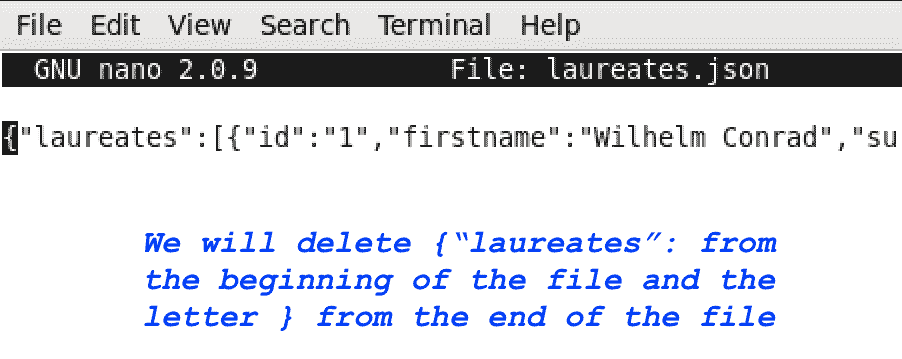 File Edit View Search Terminal Help
GNU nano 2.0.9 File: laureates.json
{"laureates":[{"id":"1","firstname":"Wilhelm Conrad","su
We will delete {“laureates”: from
the beginning of the file and the
letter } from the end of the file